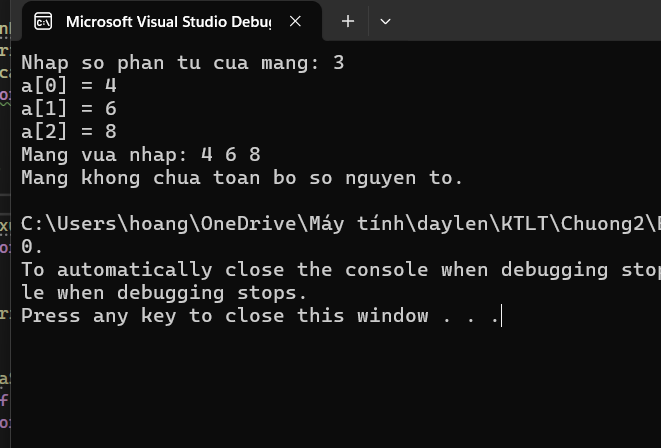 Microsoft Visual Studio Debug
Nhap so phan tu cua mang: 3
a[0] = 4
a[1] = 6
a[2] = 8
Mang vua nhap: 4 6 8
Mang khong chua toan bo so nguyen to.
C:\Users\hoang\OneDrive\Máy tính\daylen\KTLT\Chuong2\
0.
To automatically close the console when debugging stop
le when debugging stops.
Press any key to close this window . . .